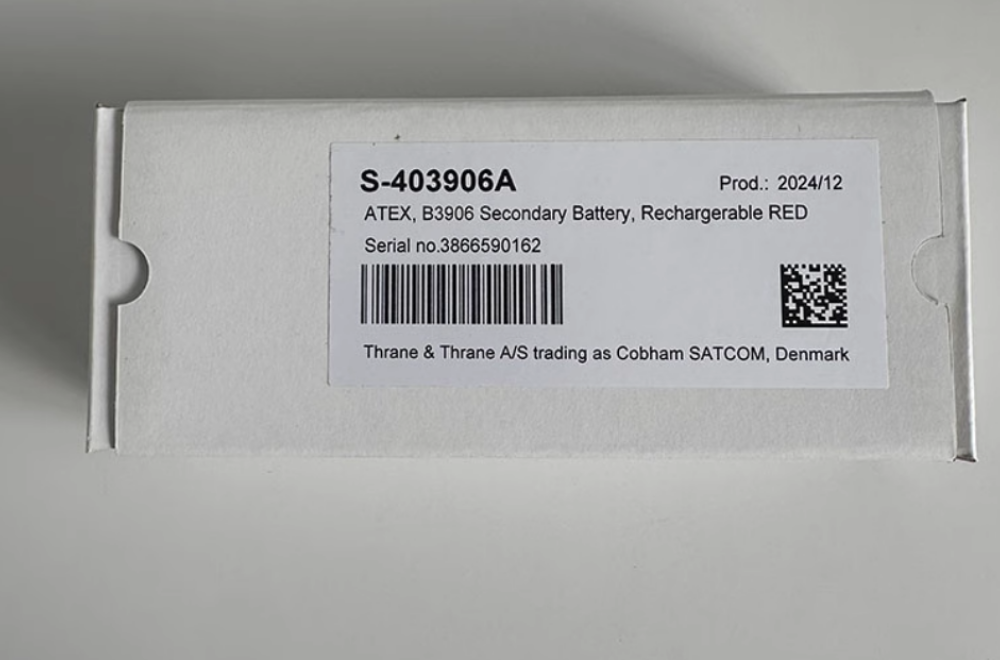 S-403906A
Prod.: 2024/12
ATEX, B3906 Secondary Battery, Rechargerable RED
Serial no.3866590162
Thrane & Thrane A/S trading as Cobham SATCOM, Denmark